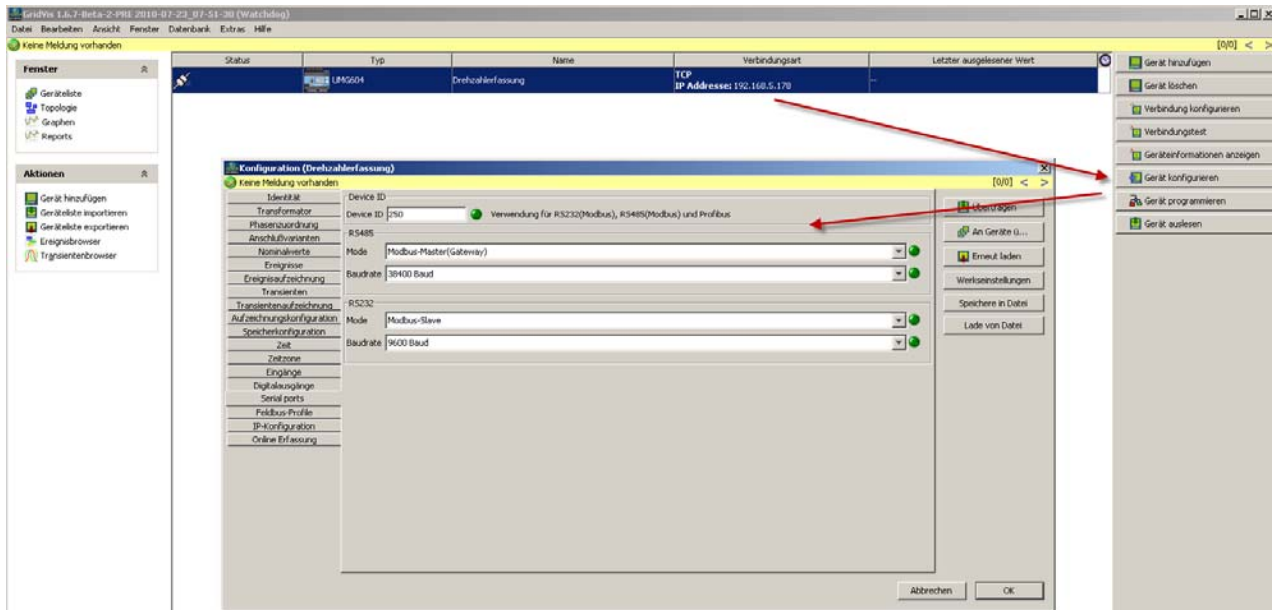 GridVis 1.6.7-Beta-2-PRE 2010-07-23_07-51-30 (Watchdog)
Datei Bearbeiten Ansicht Fenster Datenbank Extras Hilfe
Keine Meldung vorhanden [0/0] < >
Fenster
Geräteliste
Topologie
Graphen
Reports
Aktionen
Gerät hinzufügen
Geräteliste importieren
Geräteliste exportieren
Ereignisbrowser
Transientenbrowser
Status Typ Name Verbindungsart Letzter ausgelesener Wert
UMG604 Drehzahlerfassung TCP --
IP Addresse: 192.168.5.178
Gerät hinzufügen
Gerät löschen
Verbindung konfigurieren
Verbindungstest
Geräteinformationen anzeigen
Gerät konfigurieren
Gerät programmieren
Gerät auslesen
Konfiguration (Drehzahlerfassung)
Keine Meldung vorhanden [0/0] < >
Identität
Transformator
Phasenzuordnung
Anschlußvarianten
Nominalwerte
Ereignisse
Ereignisaufzeichnung
Transienten
Transientenaufzeichnung
Aufzeichnungskonfiguration
Speicherkonfiguration
Zeit
Zeitzone
Eingänge
Digitalausgänge
Serial ports
Feldbus-Profile
IP-Konfiguration
Online Erfassung
Device ID
Device ID 250 Verwendung für RS232(Modbus), RS485(Modbus) und Profibus
RS485
Mode Modbus-Master(Gateway)
Baudrate 38400 Baud
RS232
Mode Modbus-Slave
Baudrate 9600 Baud
Übertragen
An Geräte ü...
Erneut laden
Werkseinstellungen
Speichere in Datei
Lade von Datei
Abbrechen OK